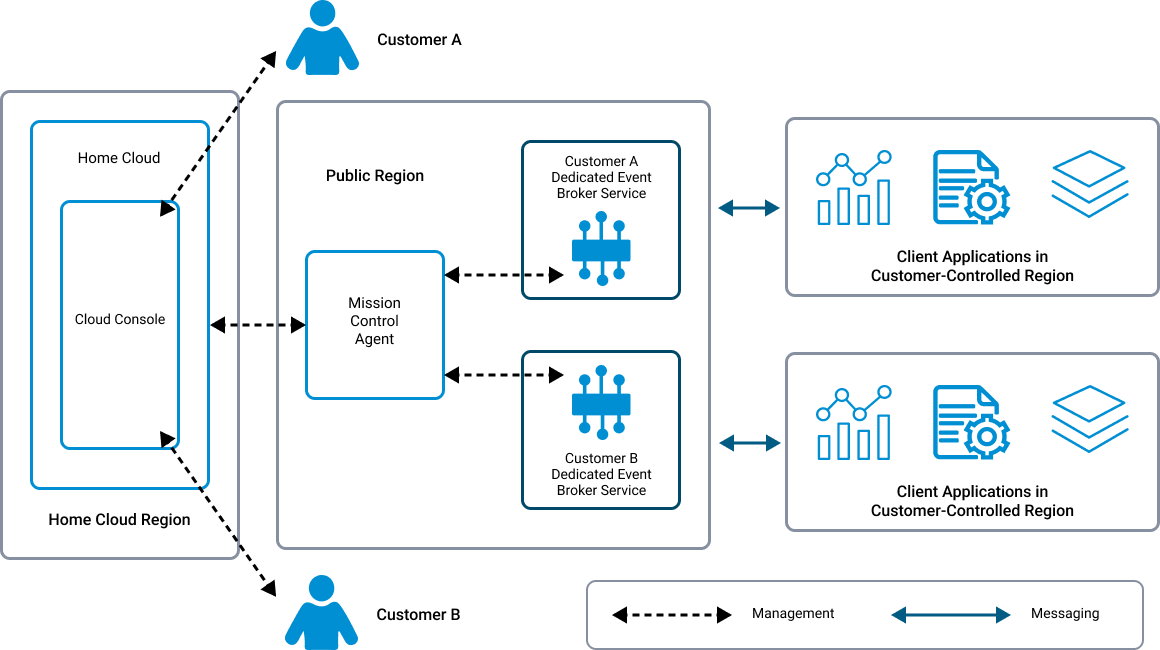 Customer A
Home Cloud
Cloud Console
Home Cloud Region
Public Region
Mission
Control
Agent
Customer A
Dedicated Event
Broker Service
Customer B
Dedicated Event
Broker Service
Client Applications in
Customer-Controlled Region
Client Applications in
Customer-Controlled Region
Customer B
Management
Messaging